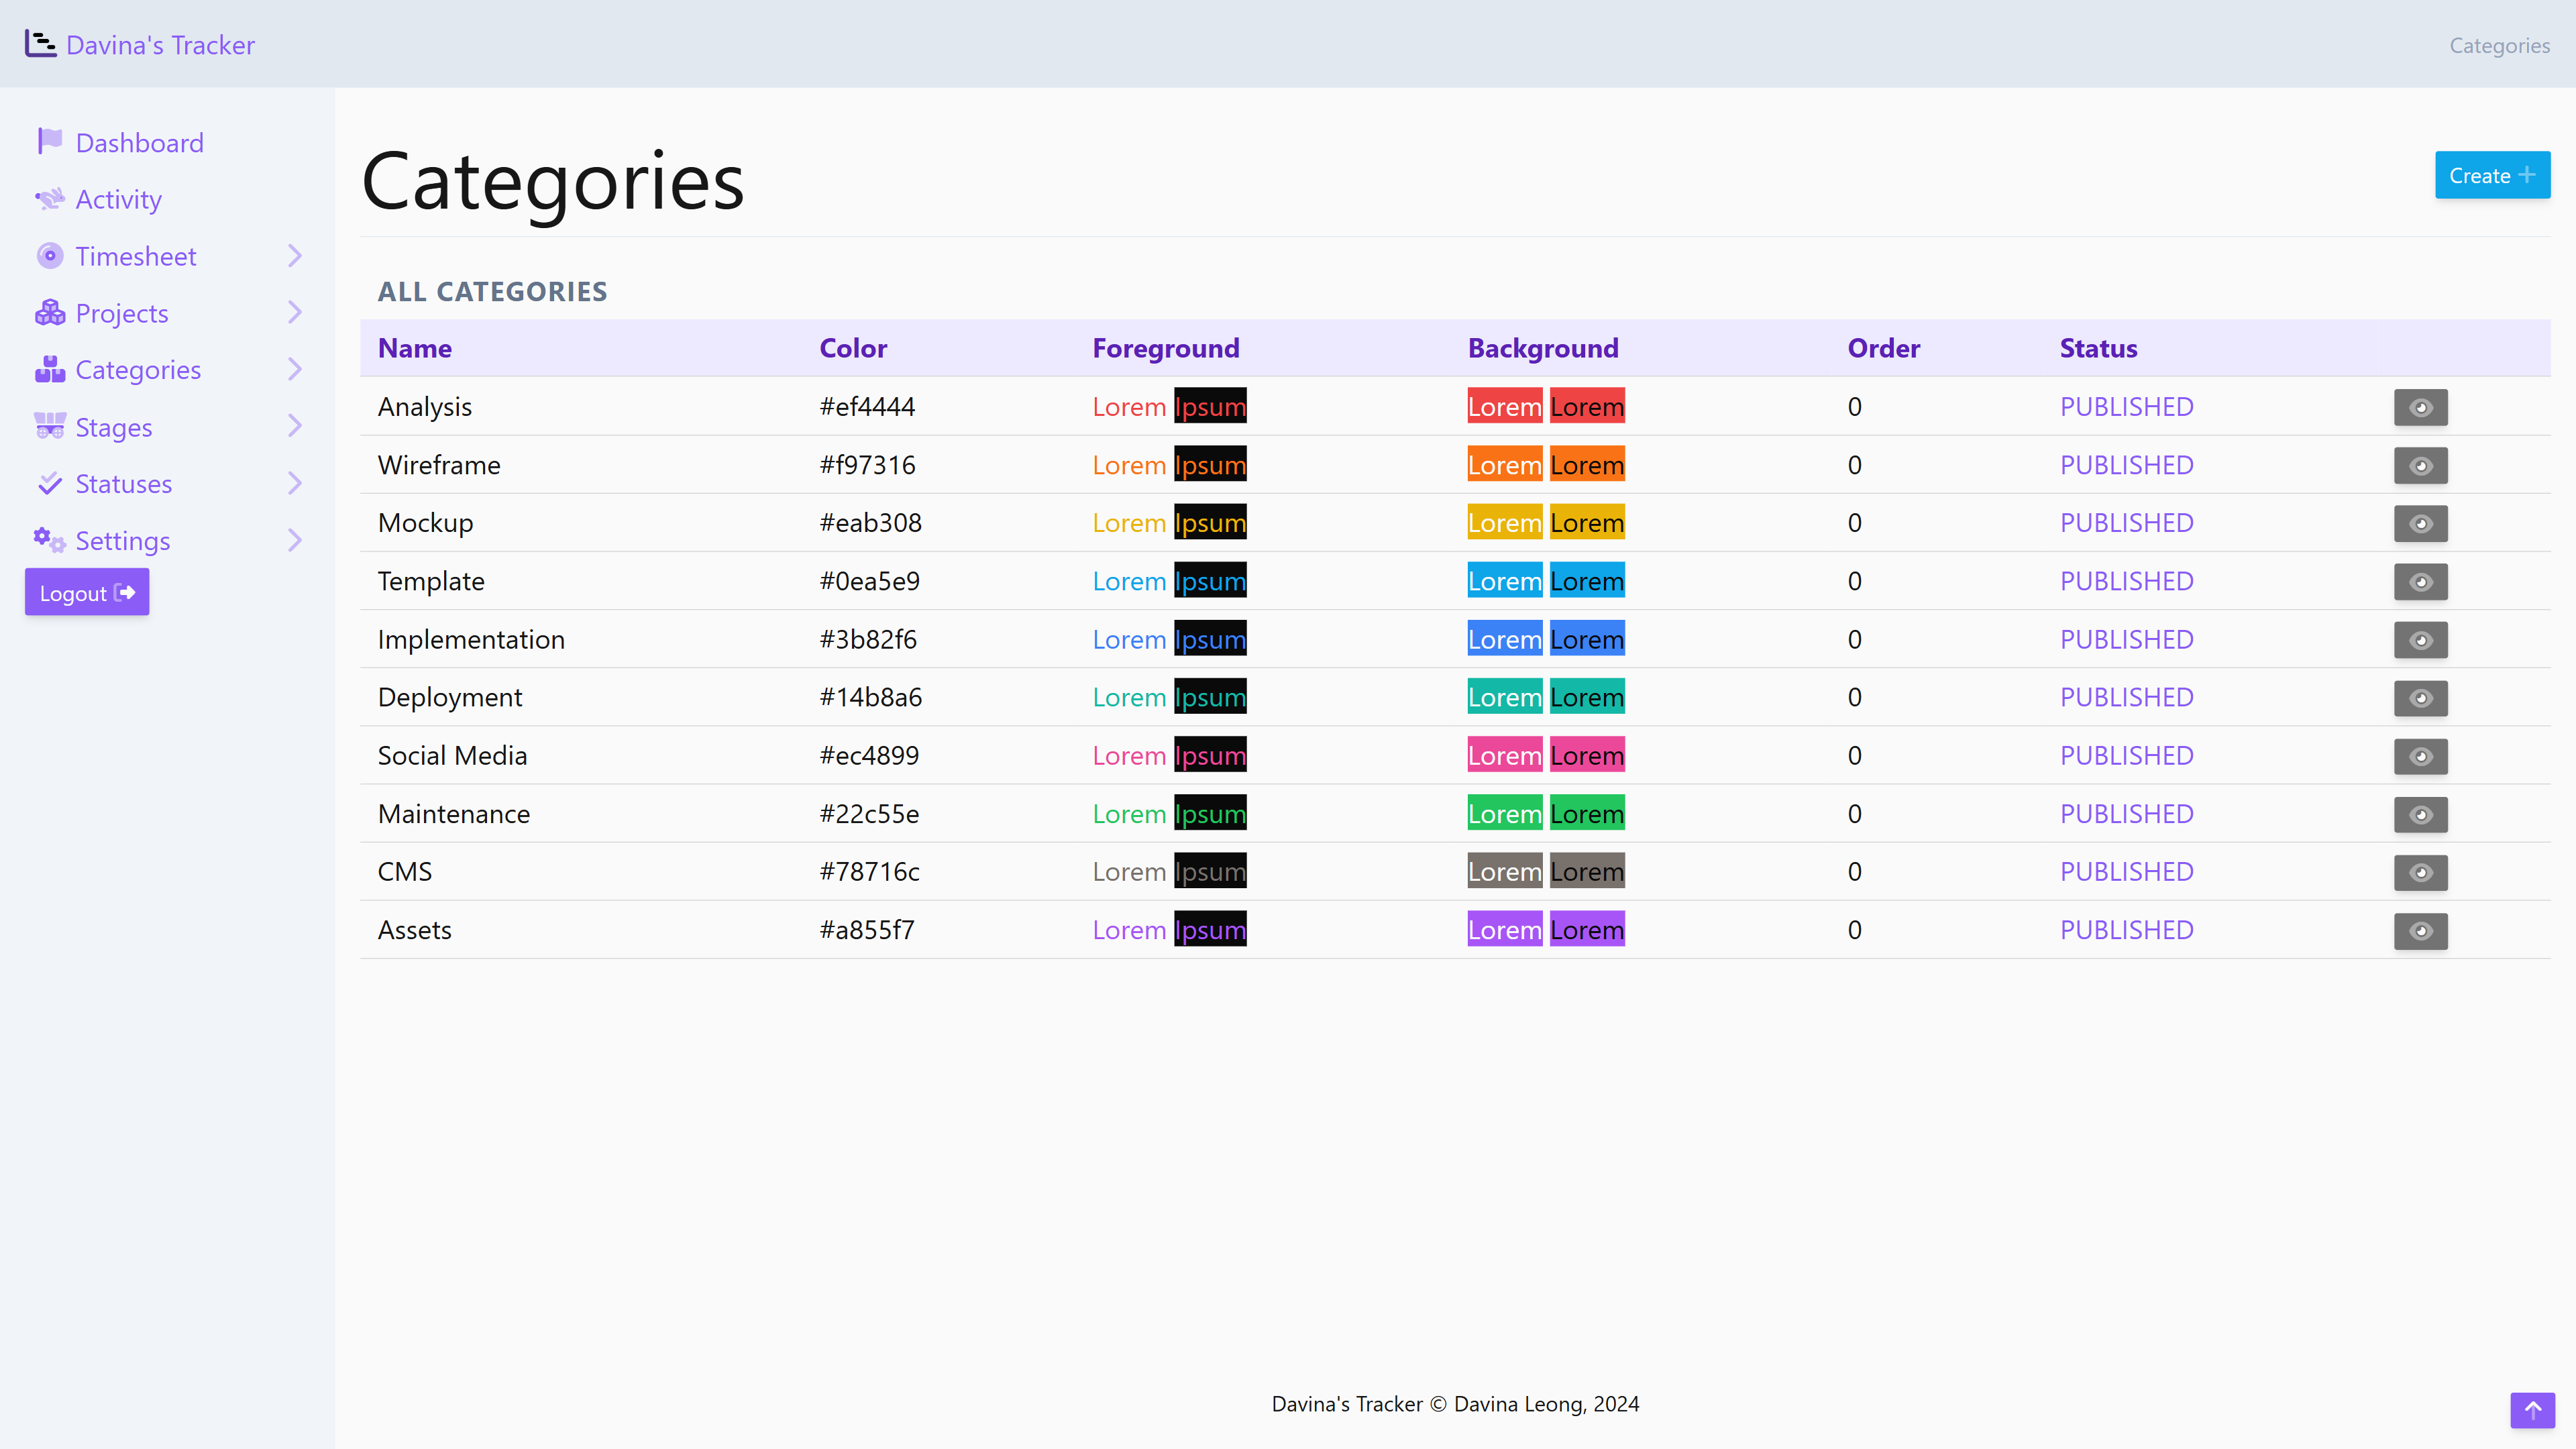 Davina's Tracker
Categories
Dashboard
Activity
Timesheet
Projects
Categories
Stages
Statuses
Settings
Logout
Categories
Create
ALL CATEGORIES
Name Color Foreground Background Order Status
Analysis #ef4444 Lorem Ipsum Lorem Lorem 0 PUBLISHED
Wireframe #f97316 Lorem Ipsum Lorem Lorem 0 PUBLISHED
Mockup #eab308 Lorem Ipsum Lorem Lorem 0 PUBLISHED
Template #0ea5e9 Lorem Ipsum Lorem Lorem 0 PUBLISHED
Implementation #3b82f6 Lorem Ipsum Lorem Lorem 0 PUBLISHED
Deployment #14b8a6 Lorem Ipsum Lorem Lorem 0 PUBLISHED
Social Media #ec4899 Lorem Ipsum Lorem Lorem 0 PUBLISHED
Maintenance #22c55e Lorem Ipsum Lorem Lorem 0 PUBLISHED
CMS #78716c Lorem Ipsum Lorem Lorem 0 PUBLISHED
Assets #a855f7 Lorem Ipsum Lorem Lorem 0 PUBLISHED
Davina's Tracker © Davina Leong, 2024